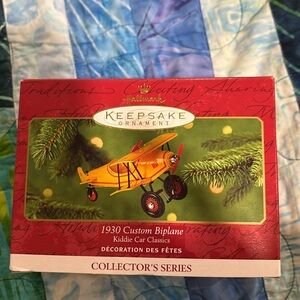 Hallmark
KEEPSAKE
ORNAMENT
1930 Custom Biplane
Kiddie Car Classics
DÉCORATION DES FÊTES
COLLECTOR'S SERIES